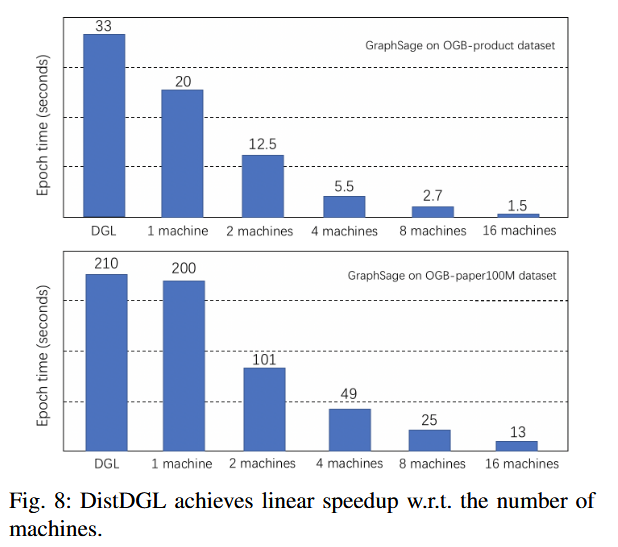 33
GraphSage on OGB-product dataset
20
12.5
5.5
2.7
1.5
Epoch time (seconds)
DGL 1 machine 2 machines 4 machines 8 machines 16 machines
210
200
GraphSage on OGB-paper100M dataset
101
49
25
13
Epoch time (seconds)
DGL 1 machine 2 machines 4 machines 8 machines 16 machines
Fig. 8: DistDGL achieves linear speedup w.r.t. the number of
machines.